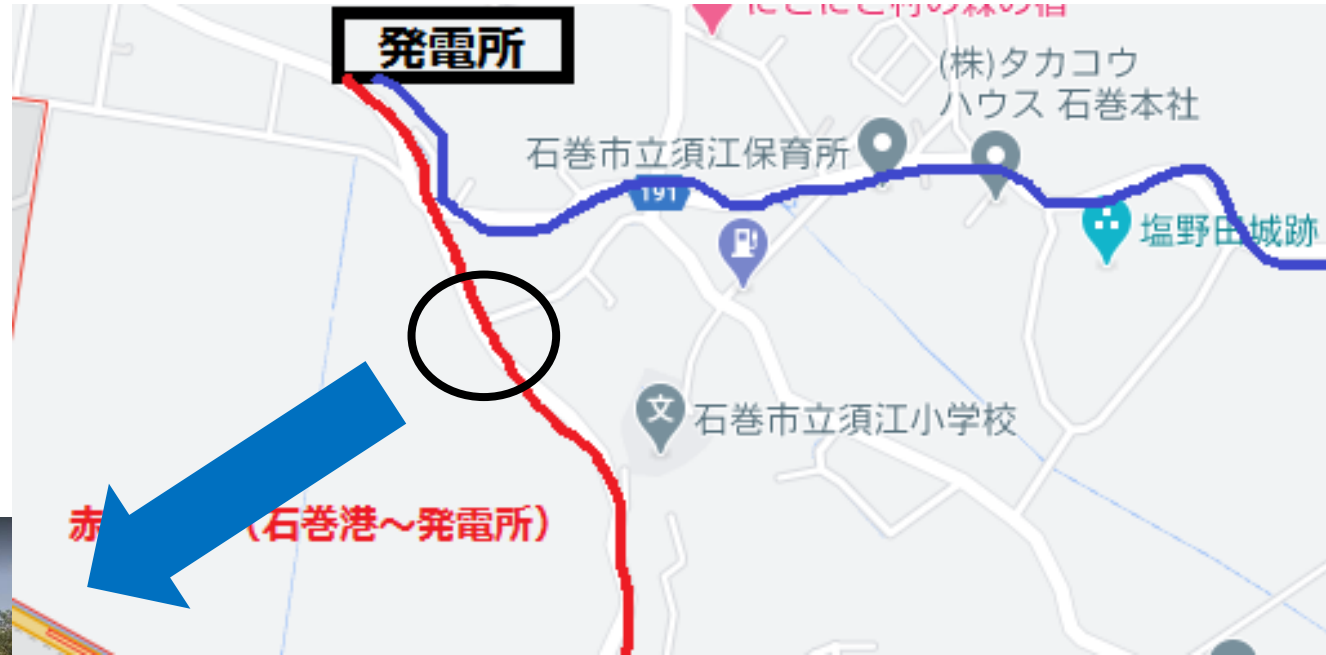 発電所
(株)タカコウ
ハウス 石巻本社
石巻市立須江保育所
191
塩野田城跡
文
石巻市立須江小学校
赤 （石巻港～発電所）